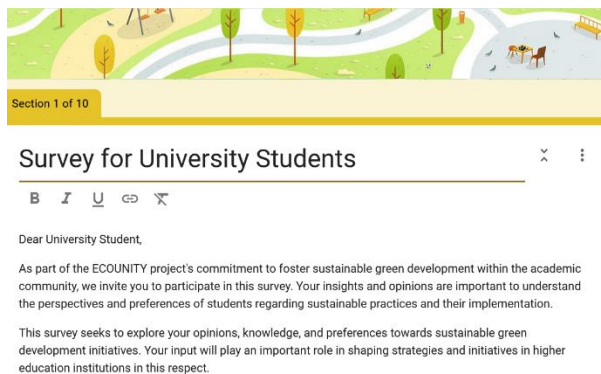 Section 1 of 10
Survey for University Students
B I U
Dear University Student,
As part of the ECOUNITY project's commitment to foster sustainable green development within the academic
community, we invite you to participate in this survey. Your insights and opinions are important to understand
the perspectives and preferences of students regarding sustainable practices and their implementation.
This survey seeks to explore your opinions, knowledge, and preferences towards sustainable green
development initiatives. Your input will play an important role in shaping strategies and initiatives in higher
education institutions in this respect.